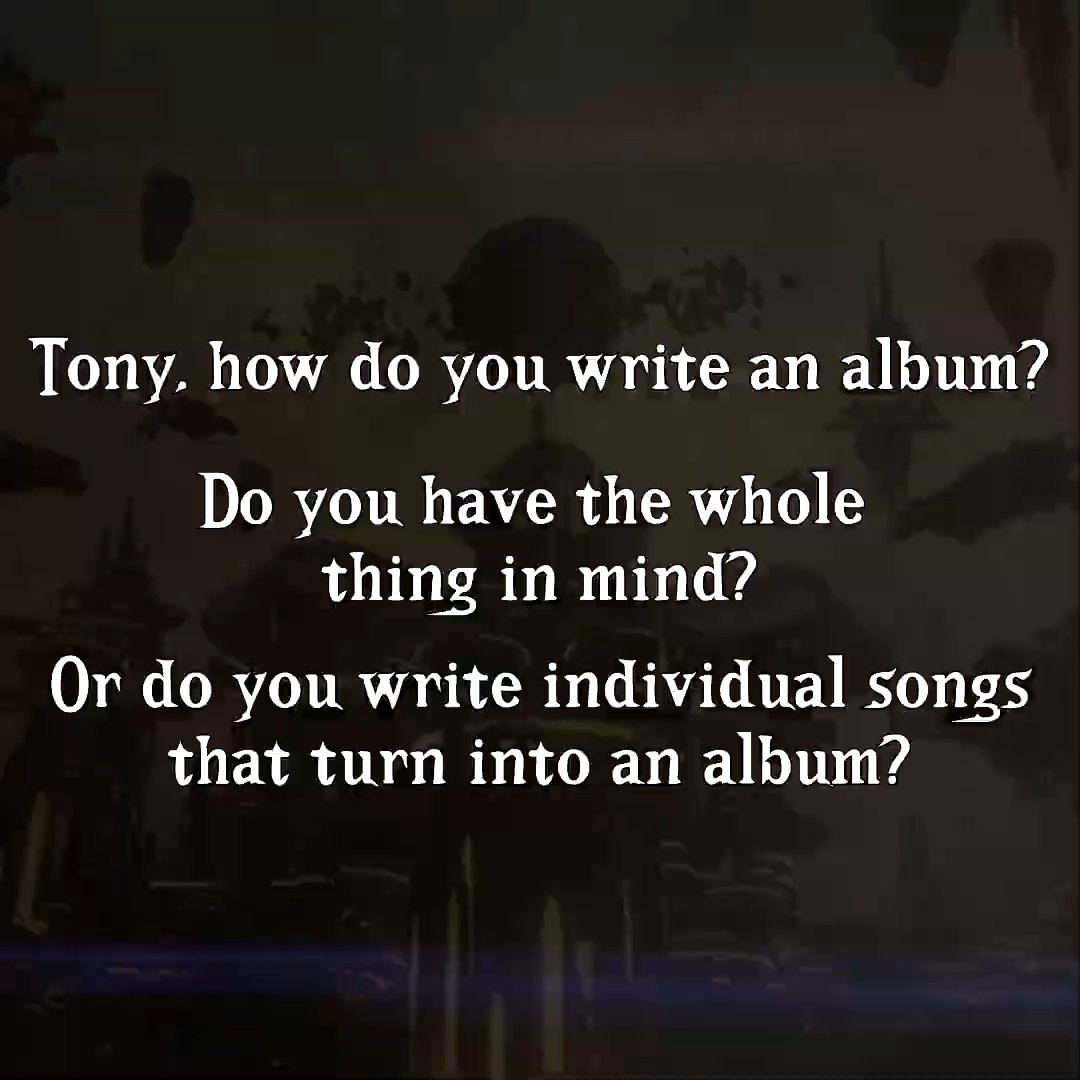 Tony, how do you write an album?
Do you have the whole
thing in mind?
Or do you write individual songs
that turn into an album?